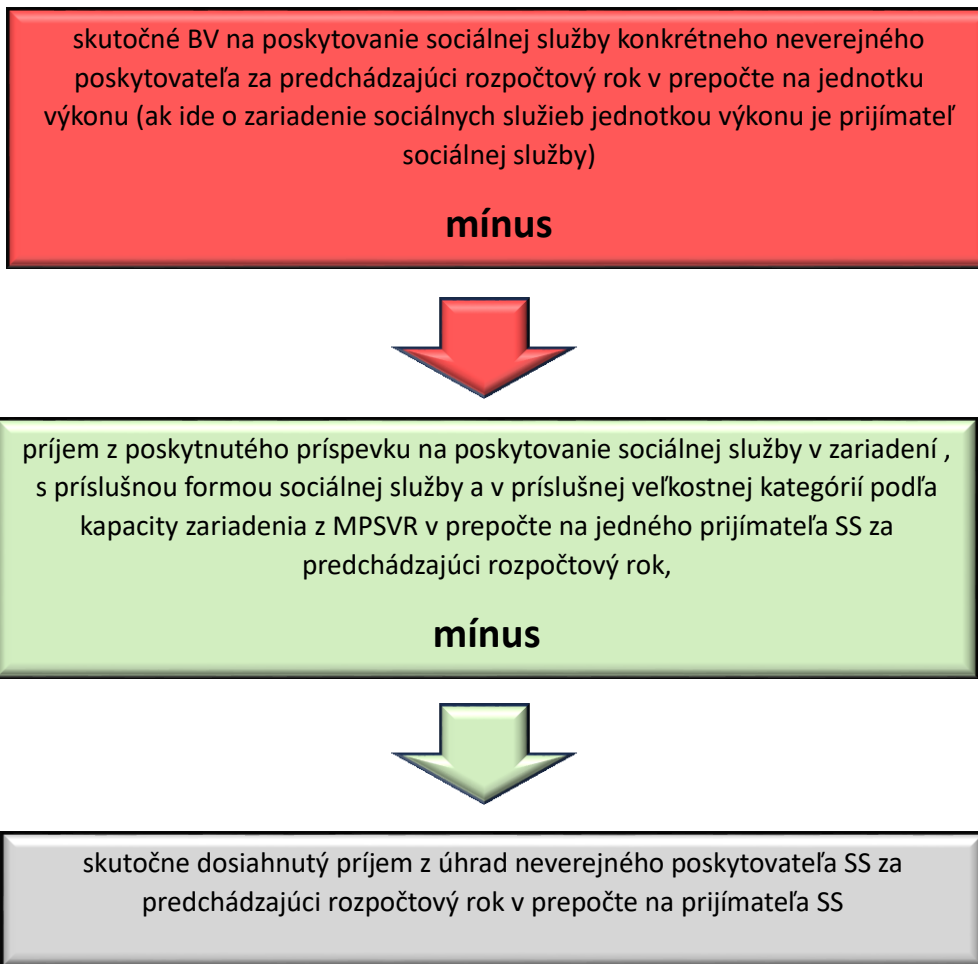 skutočné BV na poskytovanie sociálnej služby konkrétneho neverejného
poskytovateľa za predchádzajúci rozpočtový rok v prepočte na jednotku
výkonu (ak ide o zariadenie sociálnych služieb jednotkou výkonu je prijímateľ
sociálnej služby)
mínus
príjem z poskytnutého príspevku na poskytovanie sociálnej služby v zariadení ,
s príslušnou formou sociálnej služby a v príslušnej veľkostnej kategórií podľa
kapacity zariadenia z MPSVR v prepočte na jedného prijímateľa SS za
predchádzajúci rozpočtový rok,
mínus
skutočne dosiahnutý príjem z úhrad neverejného poskytovateľa SS za
predchádzajúci rozpočtový rok v prepočte na prijímateľa SS